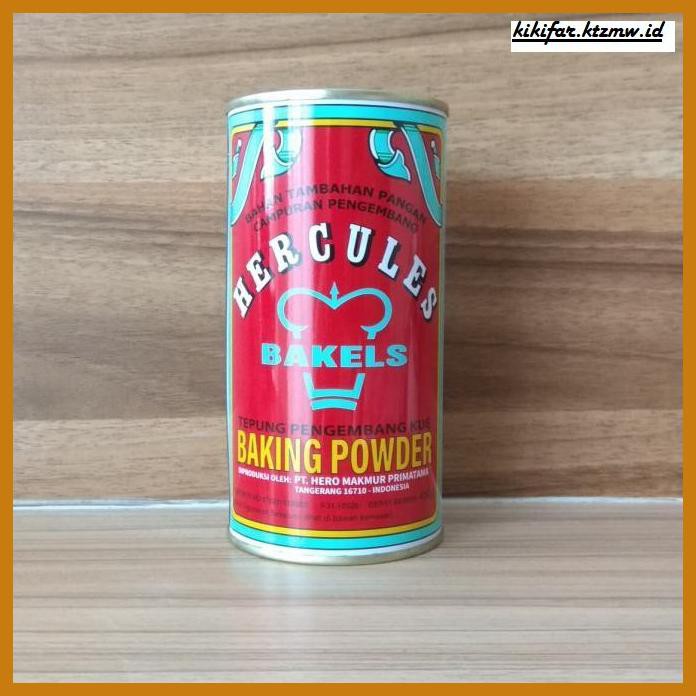 kikifar.ktzmw.id
BAHAN TAMBAHAN PANGAN
CAMPURAN PENGEMBANG
HERCULES
BAKELS
TEPUNG PENGEMBANG KUE
BAKING POWDER
DIPRODUKSI OLEH: PT. HERO MAKMUR PRIMATAMA
TANGERANG 16710 - INDONESIA